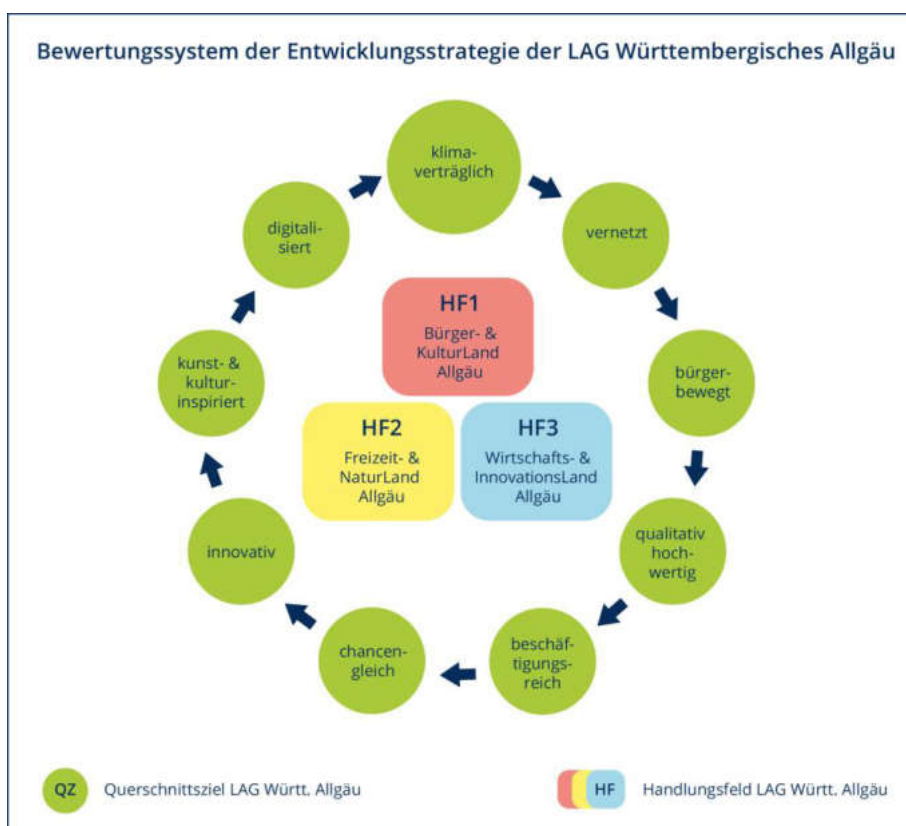 Bewertungssystem der Entwicklungsstrategie der LAG Württembergisches Allgäu
klima-
verträglich
vernetzt
bürger-
bewegt
qualitativ
hoch-
wertig
beschäf-
tigungs-
reich
chancen-
gleich
innovativ
kunst- &
kultur-
inspiriert
digitali-
siert
HF1
Bürger- &
KulturLand
Allgäu
HF2
Freizeit- &
NaturLand
Allgäu
HF3
Wirtschafts- &
InnovationsLand
Allgäu
QZ Querschnittsziel LAG Württ. Allgäu
HF Handlungsfeld LAG Württ. Allgäu